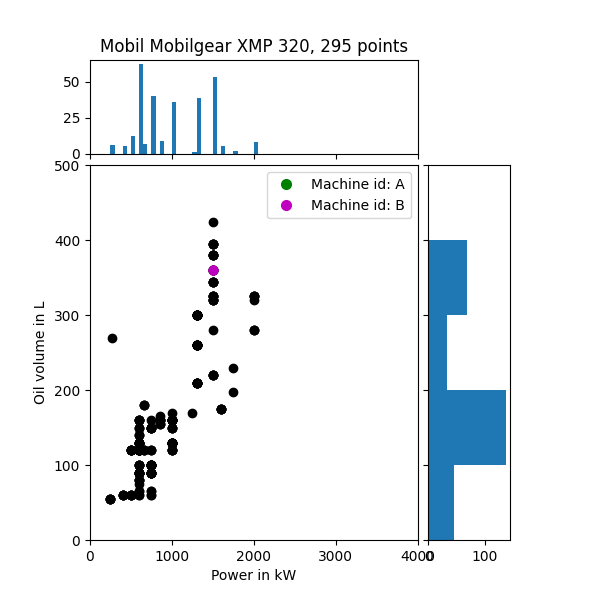 Mobil Mobilgear XMP 320, 295 points
50
25
0
500
400
300
200
100
0
Oil volume in L
Machine id: A
Machine id: B
0 1000 2000 3000 4000
0 100
Power in kW